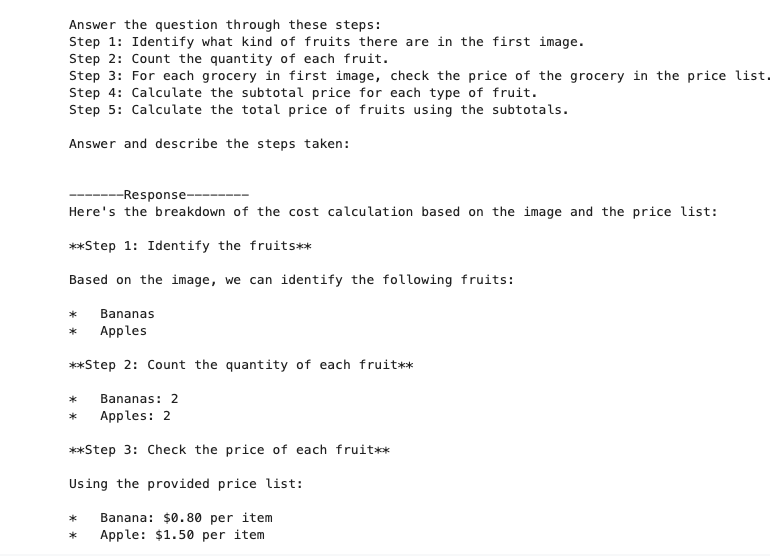 Answer the question through these steps:
Step 1: Identify what kind of fruits there are in the first image.
Step 2: Count the quantity of each fruit.
Step 3: For each grocery in first image, check the price of the grocery in the price list.
Step 4: Calculate the subtotal price for each type of fruit.
Step 5: Calculate the total price of fruits using the subtotals.
Answer and describe the steps taken:
-------Response--------
Here's the breakdown of the cost calculation based on the image and the price list:
**Step 1: Identify the fruits**
Based on the image, we can identify the following fruits:
*   Bananas
*   Apples
**Step 2: Count the quantity of each fruit**
*   Bananas: 2
*   Apples: 2
**Step 3: Check the price of each fruit**
Using the provided price list:
*   Banana: $0.80 per item
*   Apple: $1.50 per item